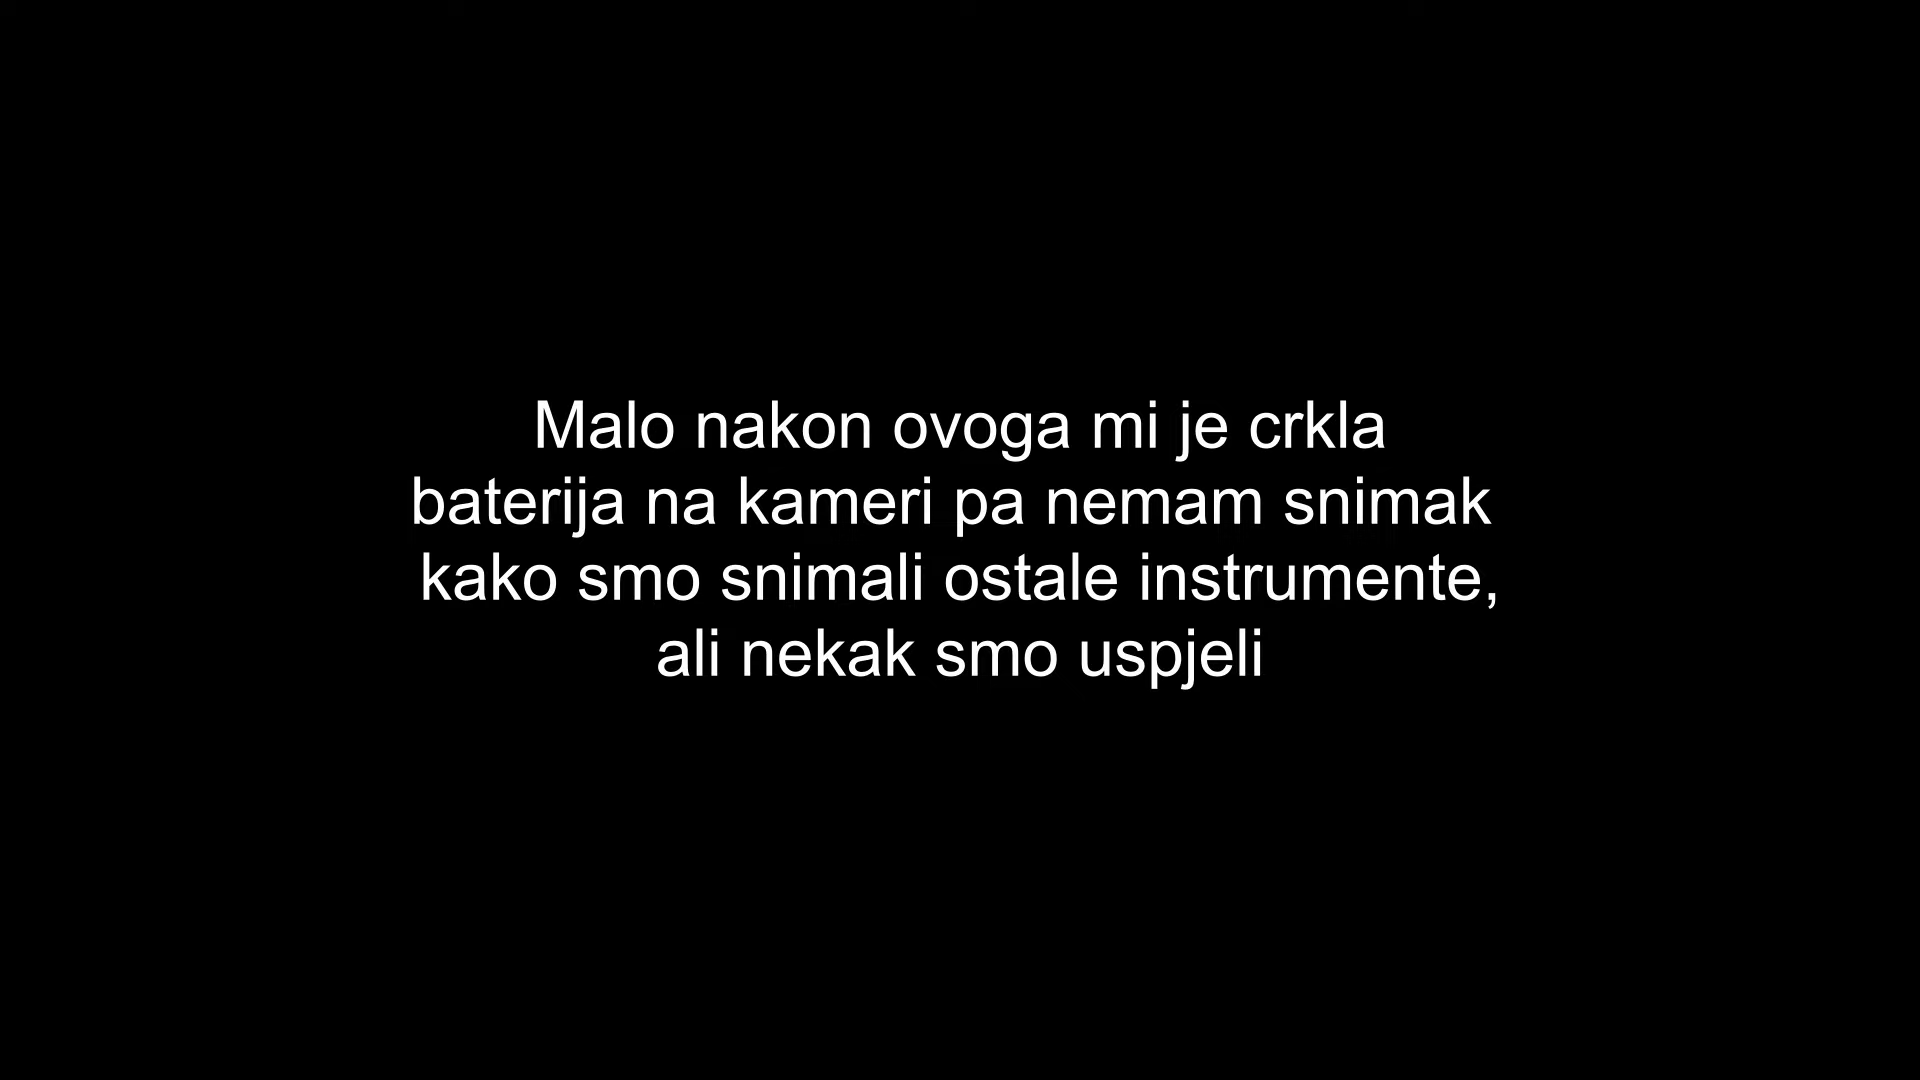 Malo nakon ovoga mi je crkla
baterija na kameri pa nemam snimak
kako smo snimali ostale instrumente,
ali nekak smo uspjeli